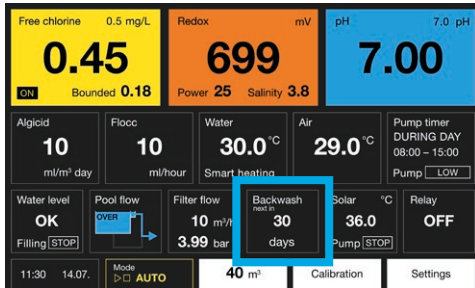 Free chlorine 0.5 mg/L
0.45
ON Bounded 0.18
Redox mV
699
Power 25 Salinity 3.8
pH 7.0 pH
7.00
Algicid
10
ml/m³ day
Flocc
10
ml/hour
Water
30.0 °C
Smart heating
Air
29.0 °C
Pump timer
DURING DAY
08:00 – 15:00
Pump LOW
Water level
OK
Filling STOP
Pool flow
OVER
Filter flow
10 m³/h
3.99 bar
Backwash
next in
30
days
Solar °C
36.0
Pump STOP
Relay
OFF
11:30 14.07.
Mode
AUTO
40 m³
Calibration
Settings